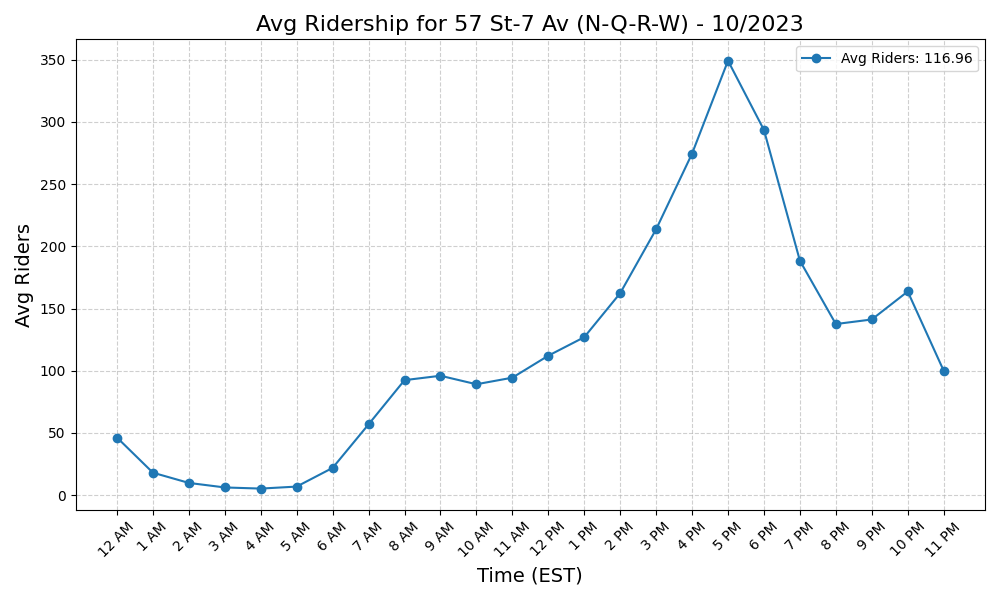 Avg Ridership for 57 St-7 Av (N-Q-R-W) - 10/2023
Avg Riders: 116.96
350
300
250
200
150
100
50
0
Avg Riders
12 AM
1 AM
2 AM
3 AM
4 AM
5 AM
6 AM
7 AM
8 AM
9 AM
10 AM
11 AM
12 PM
1 PM
2 PM
3 PM
4 PM
5 PM
6 PM
7 PM
8 PM
9 PM
10 PM
11 PM
Time (EST)